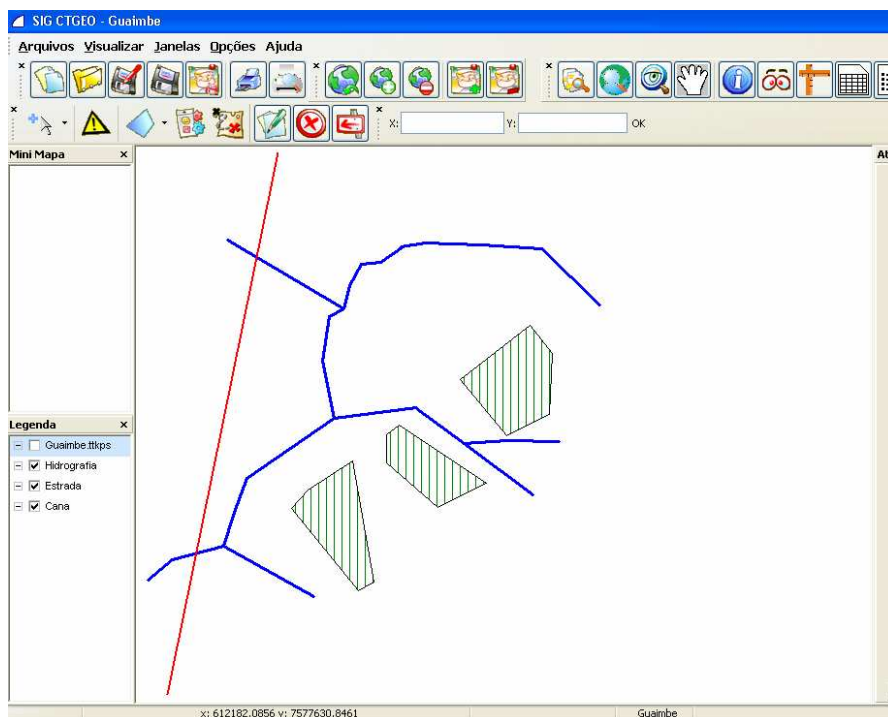 SIG CTGEO - Guaimbe
Arquivos Visualizar Janelas Opções Ajuda
X: Y: OK
Mini Mapa x
Legenda x
Guaimbe.ttkps
Hidrografia
Estrada
Cana
x: 612182.0856 y: 7577630.8461 Guaimbe